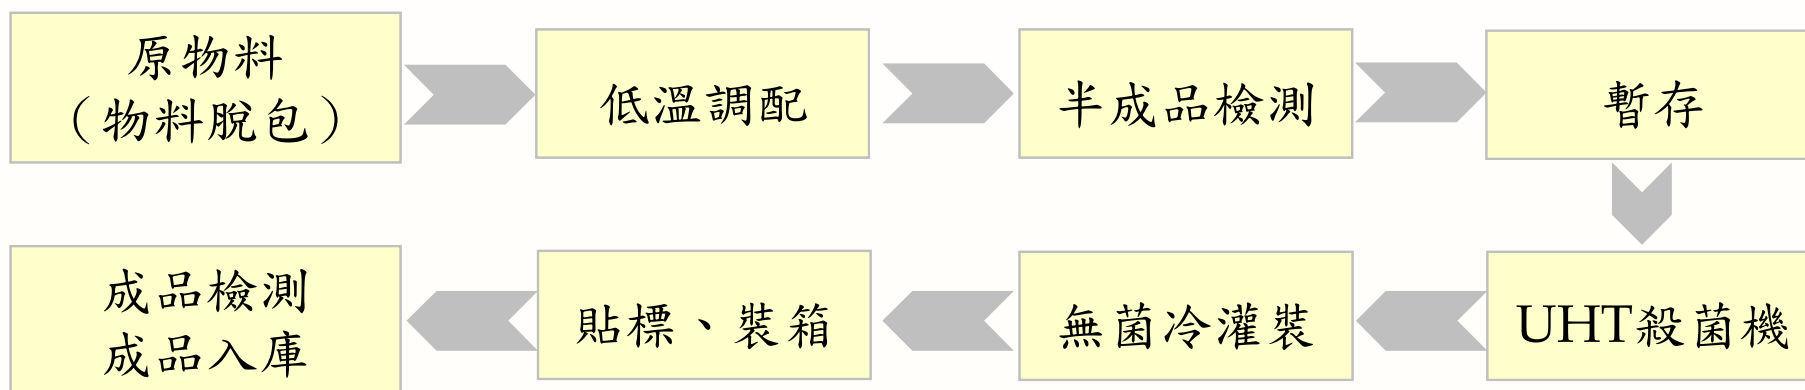 原物料
（物料脫包）
低溫調配
半成品檢測
暫存
UHT殺菌機
無菌冷灌裝
貼標、裝箱
成品檢測
成品入庫